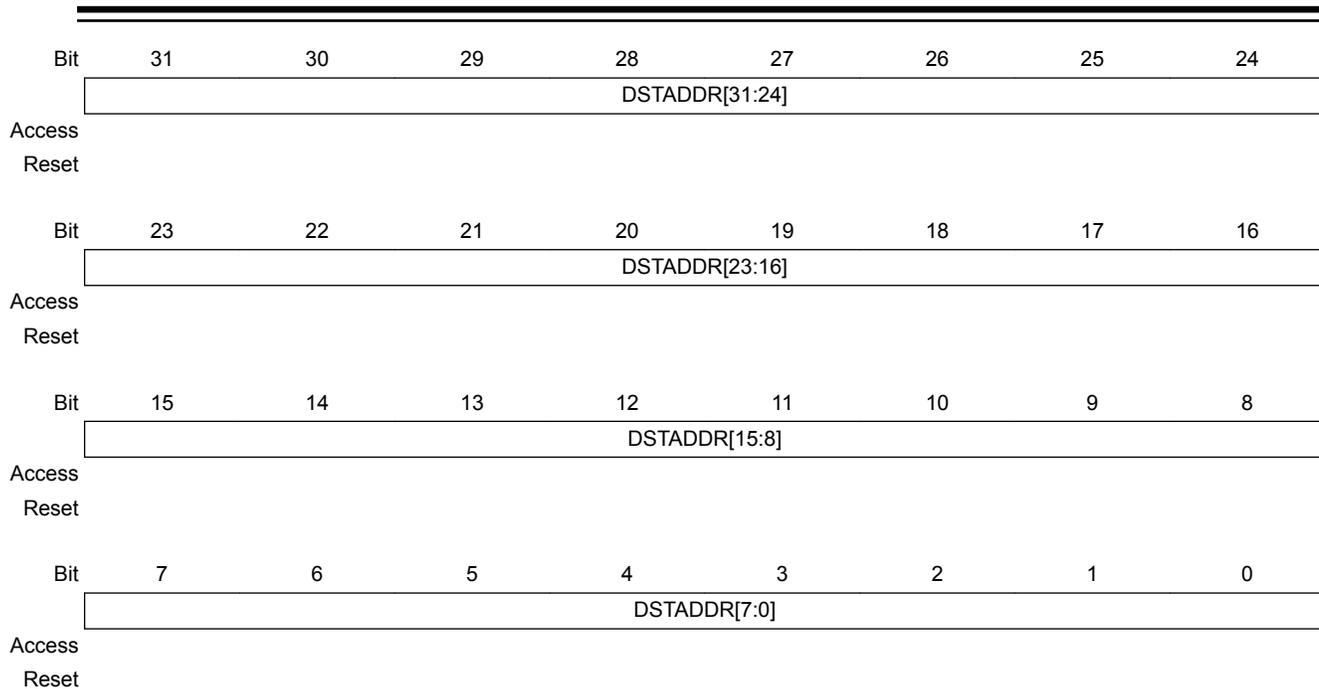 Bit 31 30 29 28 27 26 25 24
DSTADDR[31:24]
Access
Reset
Bit 23 22 21 20 19 18 17 16
DSTADDR[23:16]
Access
Reset
Bit 15 14 13 12 11 10 9 8
DSTADDR[15:8]
Access
Reset
Bit 7 6 5 4 3 2 1 0
DSTADDR[7:0]
Access
Reset